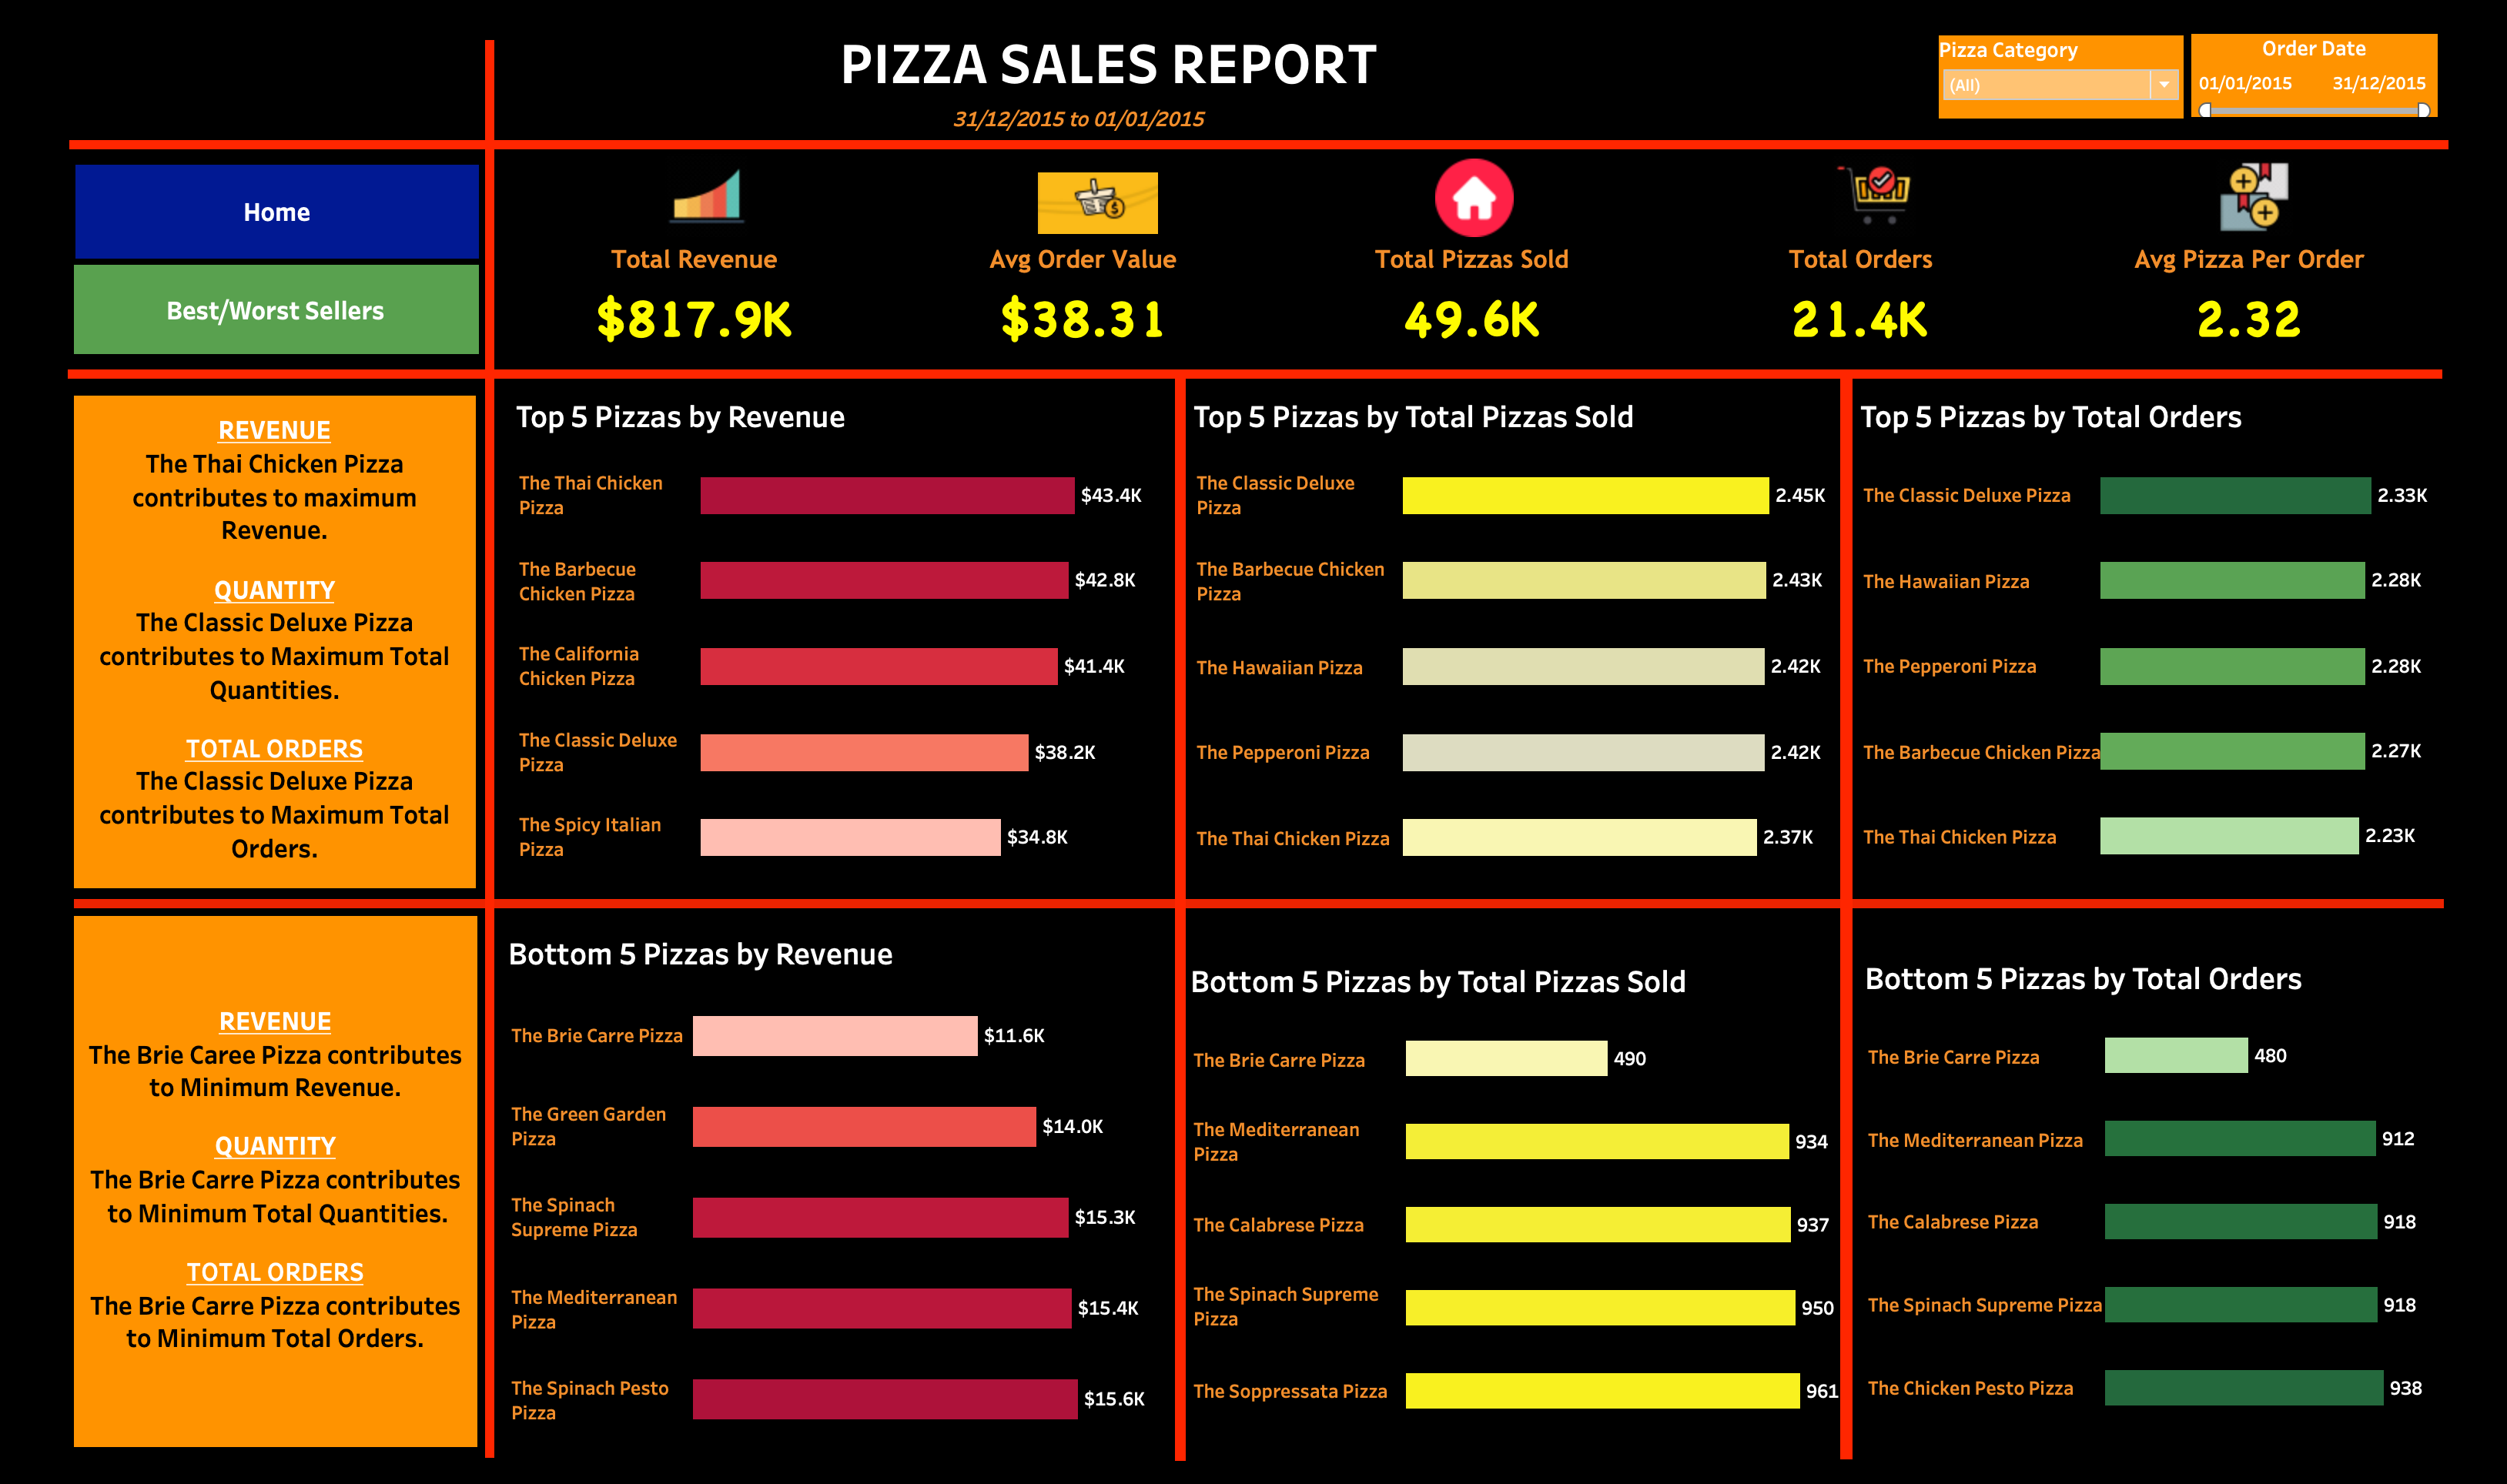 PIZZA SALES REPORT
31/12/2015 to 01/01/2015
Pizza Category
(All)
Order Date
01/01/2015 31/12/2015
Home
Best/Worst Sellers
Total Revenue
$817.9K
Avg Order Value
$38.31
Total Pizzas Sold
49.6K
Total Orders
21.4K
Avg Pizza Per Order
2.32
REVENUE
The Thai Chicken Pizza
contributes to maximum
Revenue.
QUANTITY
The Classic Deluxe Pizza
contributes to Maximum Total
Quantities.
TOTAL ORDERS
The Classic Deluxe Pizza
contributes to Maximum Total
Orders.
Top 5 Pizzas by Revenue
The Thai Chicken
Pizza
$43.4K
The Barbecue
Chicken Pizza
$42.8K
The California
Chicken Pizza
$41.4K
The Classic Deluxe
Pizza
$38.2K
The Spicy Italian
Pizza
$34.8K
Top 5 Pizzas by Total Pizzas Sold
The Classic Deluxe
Pizza
2.45K
The Barbecue Chicken
Pizza
2.43K
The Hawaiian Pizza
2.42K
The Pepperoni Pizza
2.42K
The Thai Chicken Pizza
2.37K
Top 5 Pizzas by Total Orders
The Classic Deluxe Pizza
2.33K
The Hawaiian Pizza
2.28K
The Pepperoni Pizza
2.28K
The Barbecue Chicken Pizza
2.27K
The Thai Chicken Pizza
2.23K
REVENUE
The Brie Caree Pizza contributes
to Minimum Revenue.
QUANTITY
The Brie Carre Pizza contributes
to Minimum Total Quantities.
TOTAL ORDERS
The Brie Carre Pizza contributes
to Minimum Total Orders.
Bottom 5 Pizzas by Revenue
The Brie Carre Pizza
$11.6K
The Green Garden
Pizza
$14.0K
The Spinach
Supreme Pizza
$15.3K
The Mediterranean
Pizza
$15.4K
The Spinach Pesto
Pizza
$15.6K
Bottom 5 Pizzas by Total Pizzas Sold
The Brie Carre Pizza
490
The Mediterranean
Pizza
934
The Calabrese Pizza
937
The Spinach Supreme
Pizza
950
The Soppressata Pizza
961
Bottom 5 Pizzas by Total Orders
The Brie Carre Pizza
480
The Mediterranean Pizza
912
The Calabrese Pizza
918
The Spinach Supreme Pizza
918
The Chicken Pesto Pizza
938